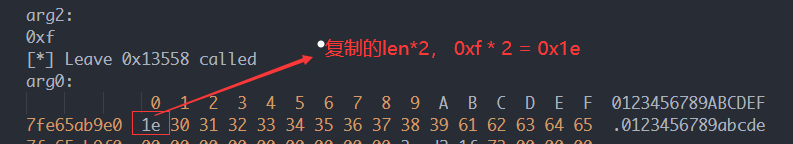 arg2:
0xf
[*] Leave 0x13558 called
复制的len*2， 0xf * 2 = 0x1e
arg0:
0 1 2 3 4 5 6 7 8 9 A B C D E F 0123456789ABCDEF
7fe65ab9e0 1e 30 31 32 33 34 35 36 37 38 39 61 62 63 64 65 .0123456789abcde